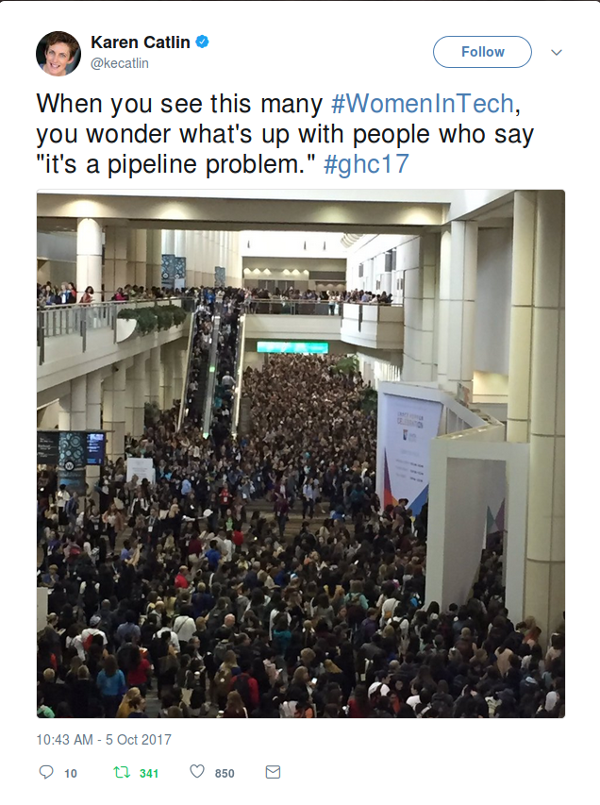 Karen Catlin
@kecatlin
Follow
When you see this many #WomenInTech,
you wonder what's up with people who say
"it's a pipeline problem." #ghc17
CELEBRATION
10:43 AM - 5 Oct 2017
10
341
850